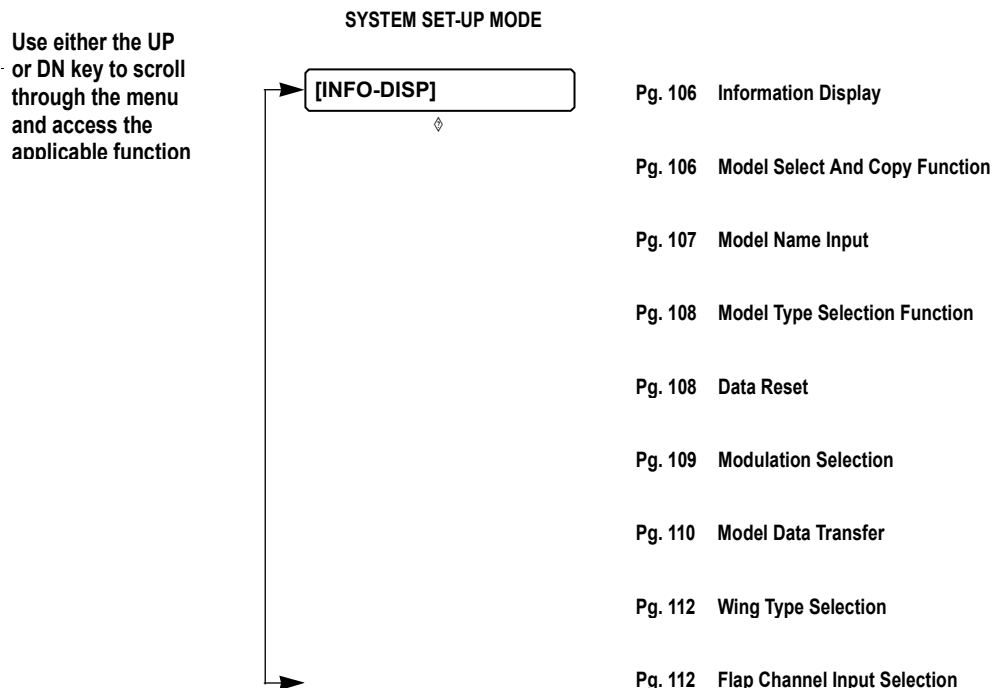 SYSTEM SET-UP MODE
Use either the UP
or DN key to scroll
through the menu
and access the
applicable function
[INFO-DISP]
Pg. 106 Information Display
Pg. 106 Model Select And Copy Function
Pg. 107 Model Name Input
Pg. 108 Model Type Selection Function
Pg. 108 Data Reset
Pg. 109 Modulation Selection
Pg. 110 Model Data Transfer
Pg. 112 Wing Type Selection
Pg. 112 Flap Channel Input Selection